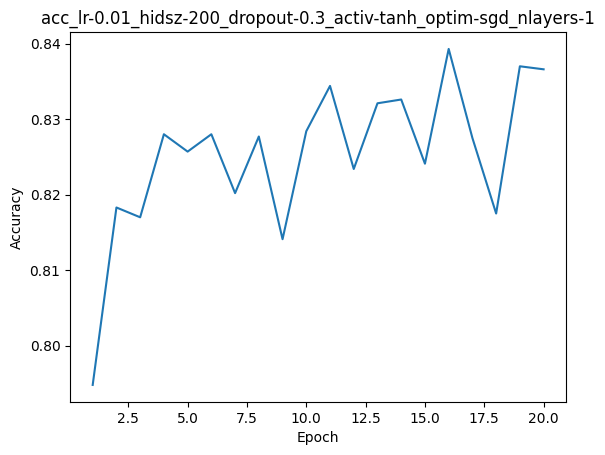 acc_lr-0.01_hidsz-200_dropout-0.3_activ-tanh_optim-sgd_nlayers-1
0.84
0.83
0.82
0.81
0.80
Accuracy
2.5 5.0 7.5 10.0 12.5 15.0 17.5 20.0
Epoch